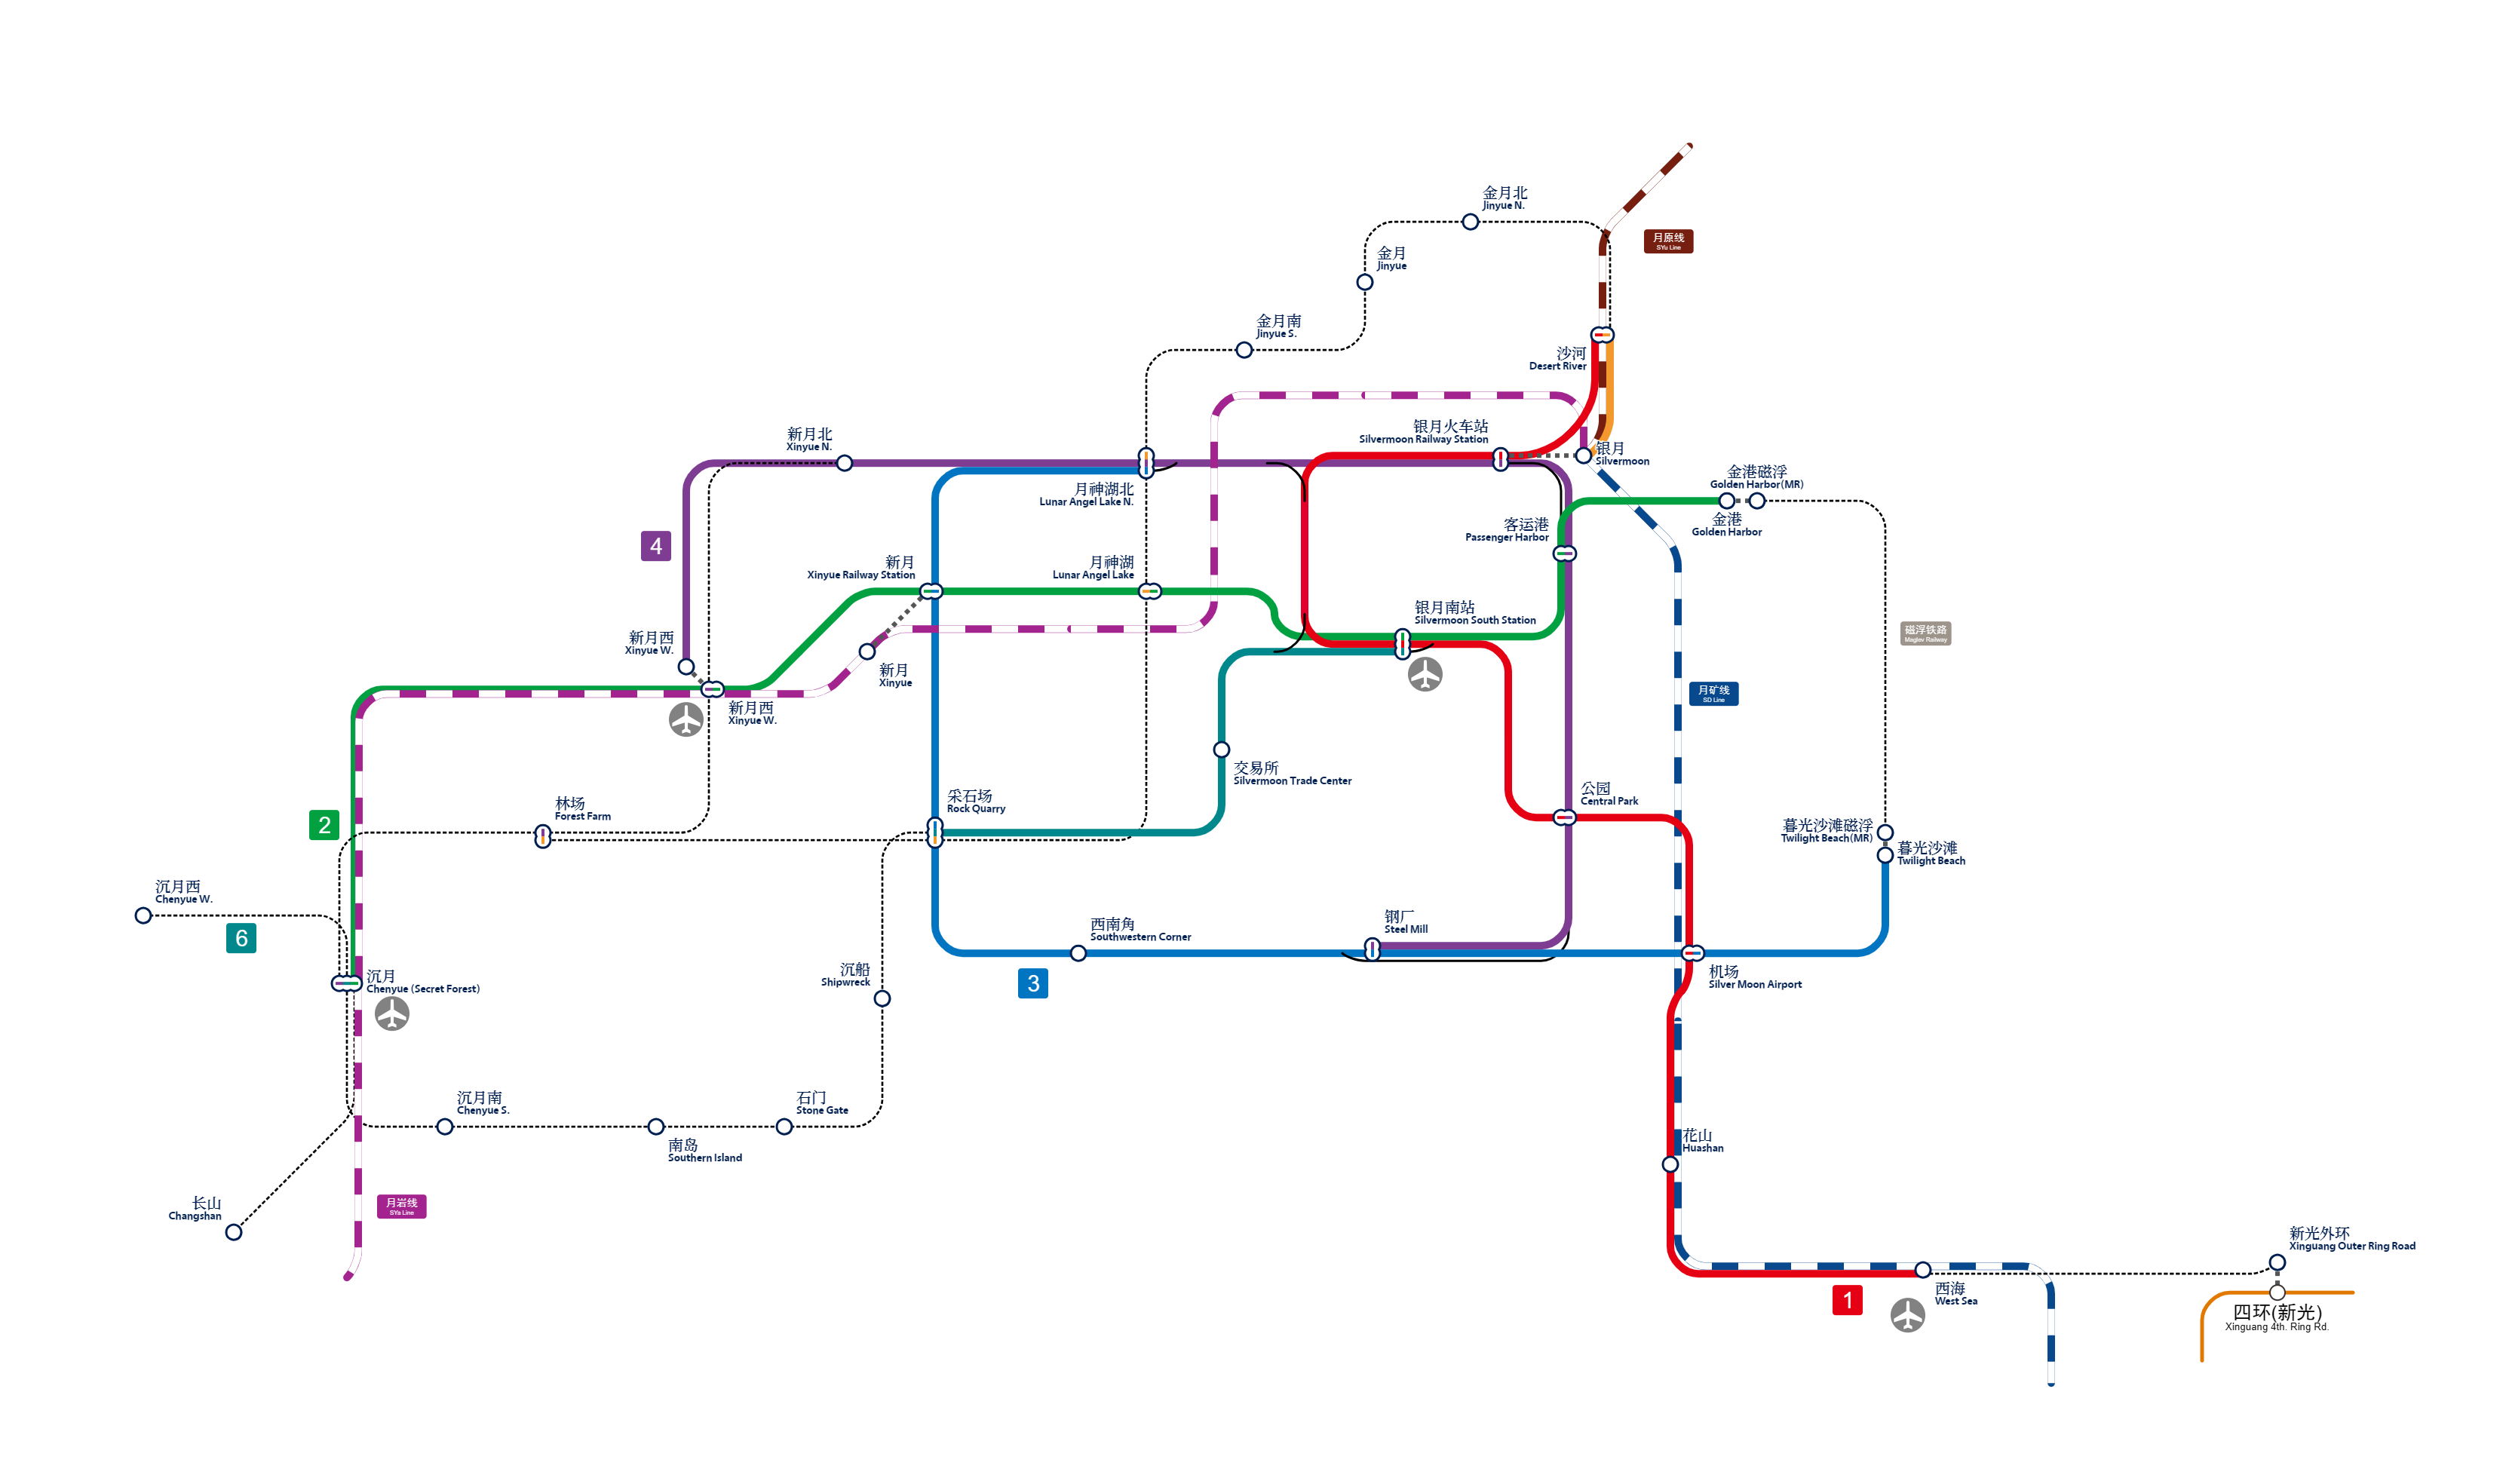 金月北
Jinyue N.
月原线
SYu Line
金月
Jinyue
金月南
Jinyue S.
沙河
Desert River
银月火车站
Silvermoon Railway Station
新月北
Xinyue N.
银月
Silvermoon
金港磁浮
Golden Harbor(MR)
月神湖北
Lunar Angel Lake N.
金港
Golden Harbor
客运港
Passenger Harbor
4
新月
Xinyue Railway Station
月神湖
Lunar Angel Lake
银月南站
Silvermoon South Station
磁浮铁路
Maglev Railway
新月西
Xinyue W.
新月
Xinyue
月矿线
SD Line
新月西
Xinyue W.
交易所
Silvermoon Trade Center
公园
Central Park
林场
Forest Farm
采石场
Rock Quarry
2
暮光沙滩磁浮
Twilight Beach(MR)
暮光沙滩
Twilight Beach
沉月西
Chenyue W.
6
西南角
Southwestern Corner
钢厂
Steel Mill
沉月
Chenyue (Secret Forest)
沉船
Shipwreck
3
机场
Silver Moon Airport
沉月南
Chenyue S.
石门
Stone Gate
南岛
Southern Island
花山
Huashan
长山
Changshan
月岩线
SYa Line
新光外环
Xinguang Outer Ring Road
1
西海
West Sea
四环(新光)
Xinguang 4th. Ring Rd.